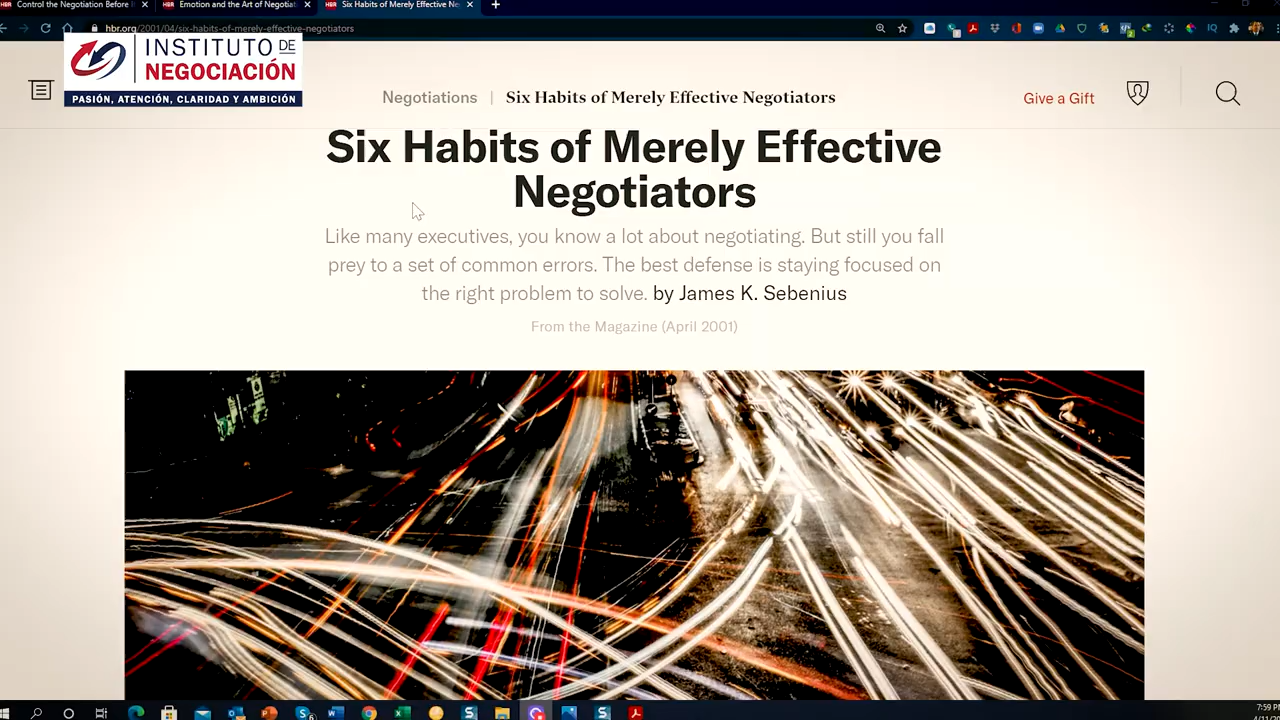 Control the Negotiation Before I
Emotion and the Art of Negotia
Six Habits of Merely Effective Ne
hbr.org/2001/04/six-habits-of-merely-effective-negotiators
INSTITUTO DE
NEGOCIACIÓN
PASIÓN, ATENCIÓN, CLARIDAD Y AMBICIÓN
Negotiations | Six Habits of Merely Effective Negotiators
Give a Gift
Six Habits of Merely Effective
Negotiators
Like many executives, you know a lot about negotiating. But still you fall
prey to a set of common errors. The best defense is staying focused on
the right problem to solve. by James K. Sebenius
From the Magazine (April 2001)
7:59 PM